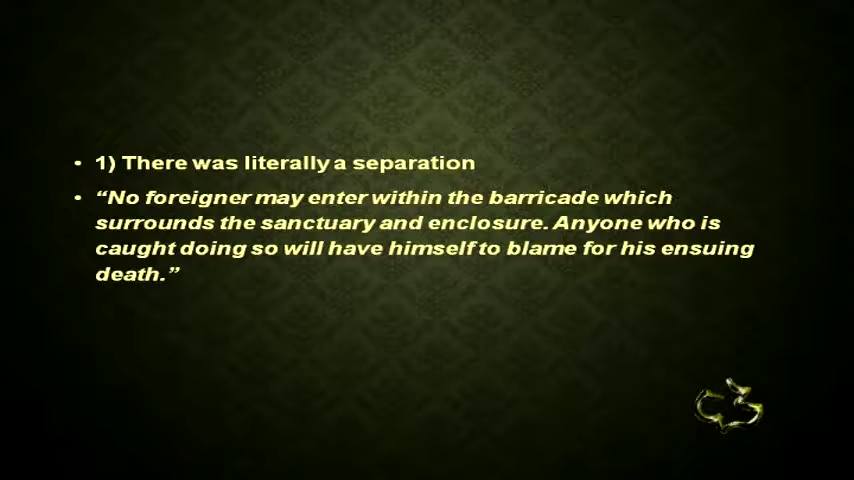 • 1) There was literally a separation
• “No foreigner may enter within the barricade which
surrounds the sanctuary and enclosure. Anyone who is
caught doing so will have himself to blame for his ensuing
death.”
C3